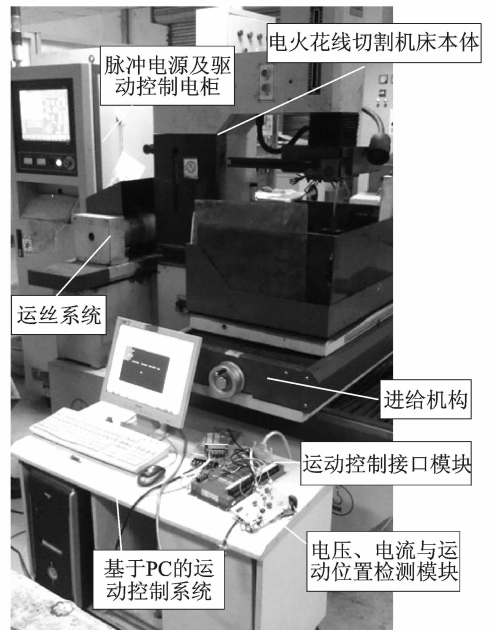 电火花线切割机床本体
脉冲电源及驱
动控制电柜
运丝系统
进给机构
运动控制接口模块
基于PC的运
动控制系统
电压、电流与运
动位置检测模块